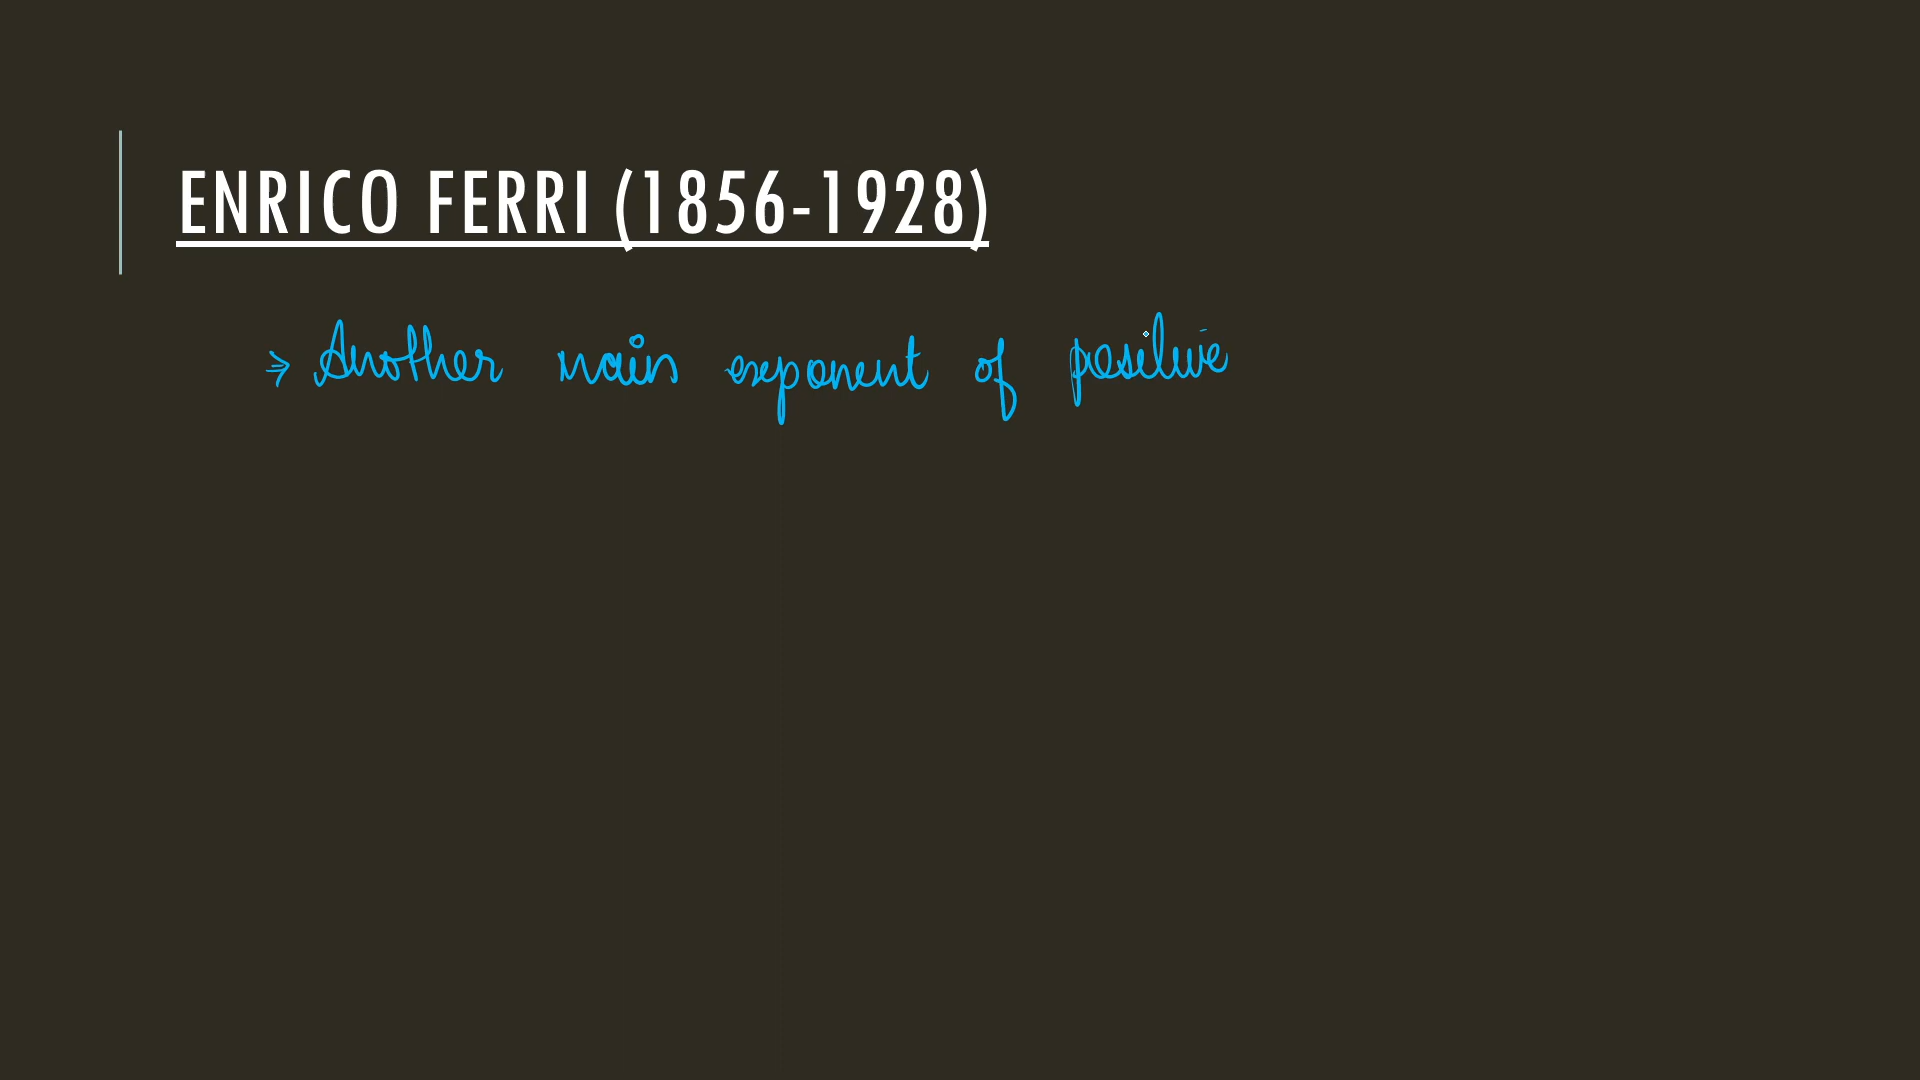 ENRICO FERRI (1856-1928)
⇒ Another main exponent of positive